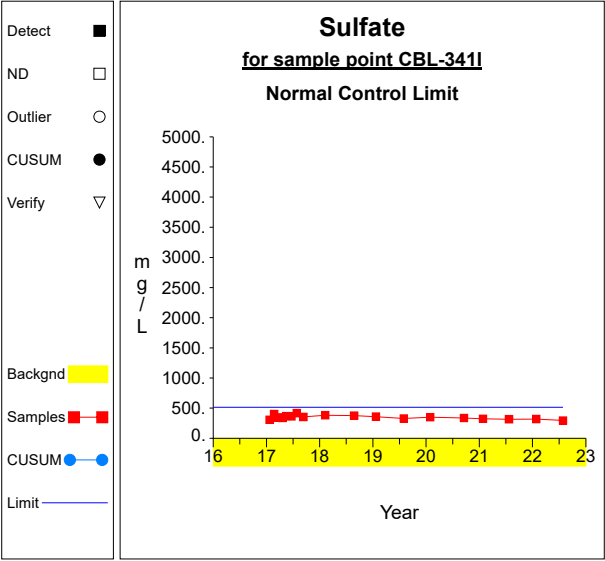 Detect
ND
Outlier
CUSUM
Verify
Backgnd
Samples
CUSUM
Limit
Sulfate
for sample point CBL-341I
Normal Control Limit
5000.
4500.
4000.
3500.
3000.
2500.
2000.
1500.
1000.
500.
0.
mg/L
16 17 18 19 20 21 22 23
Year